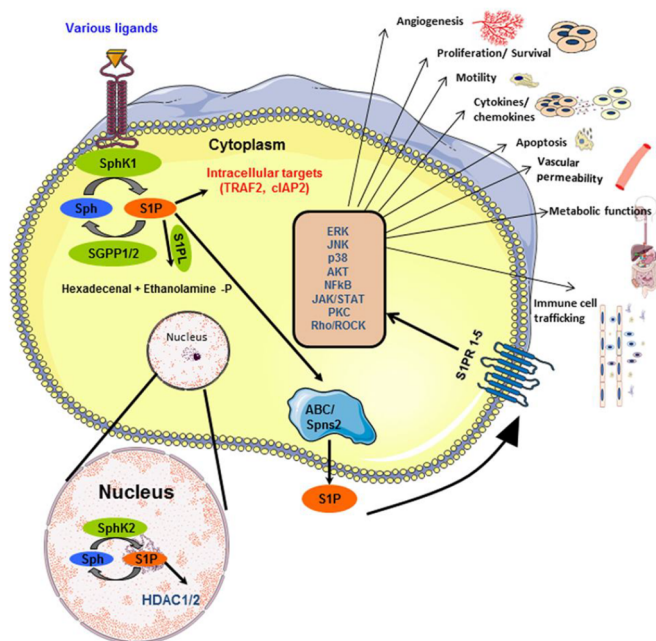 Various ligands
Angiogenesis
Proliferation/ Survival
Motility
Cytokines/
chemokines
Apoptosis
Vascular
permeability
Metabolic functions
Immune cell
trafficking
Cytoplasm
SphK1
Sph
S1P
SGPP1/2
Intracellular targets
(TRAF2, cIAP2)
S1PL
Hexadecenal + Ethanolamine -P
ERK
JNK
p38
AKT
NFkB
JAK/STAT
PKC
Rho/ROCK
S1PR 1-5
Nucleus
ABC/
Spns2
S1P
Nucleus
SphK2
Sph
S1P
HDAC1/2